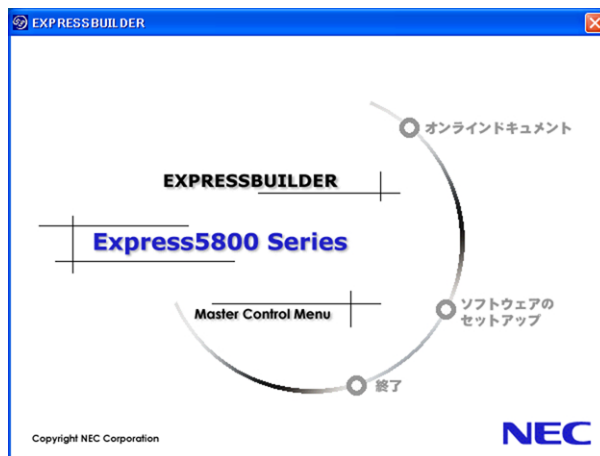 EXPRESSBUILDER
オンラインドキュメント
EXPRESSBUILDER
Express5800 Series
ソフトウェアの
セットアップ
Master Control Menu
終了
Copyright NEC Corporation
NEC